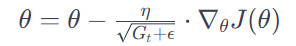 θ = θ − η / √(G_t + ϵ) · ∇_θ J(θ)